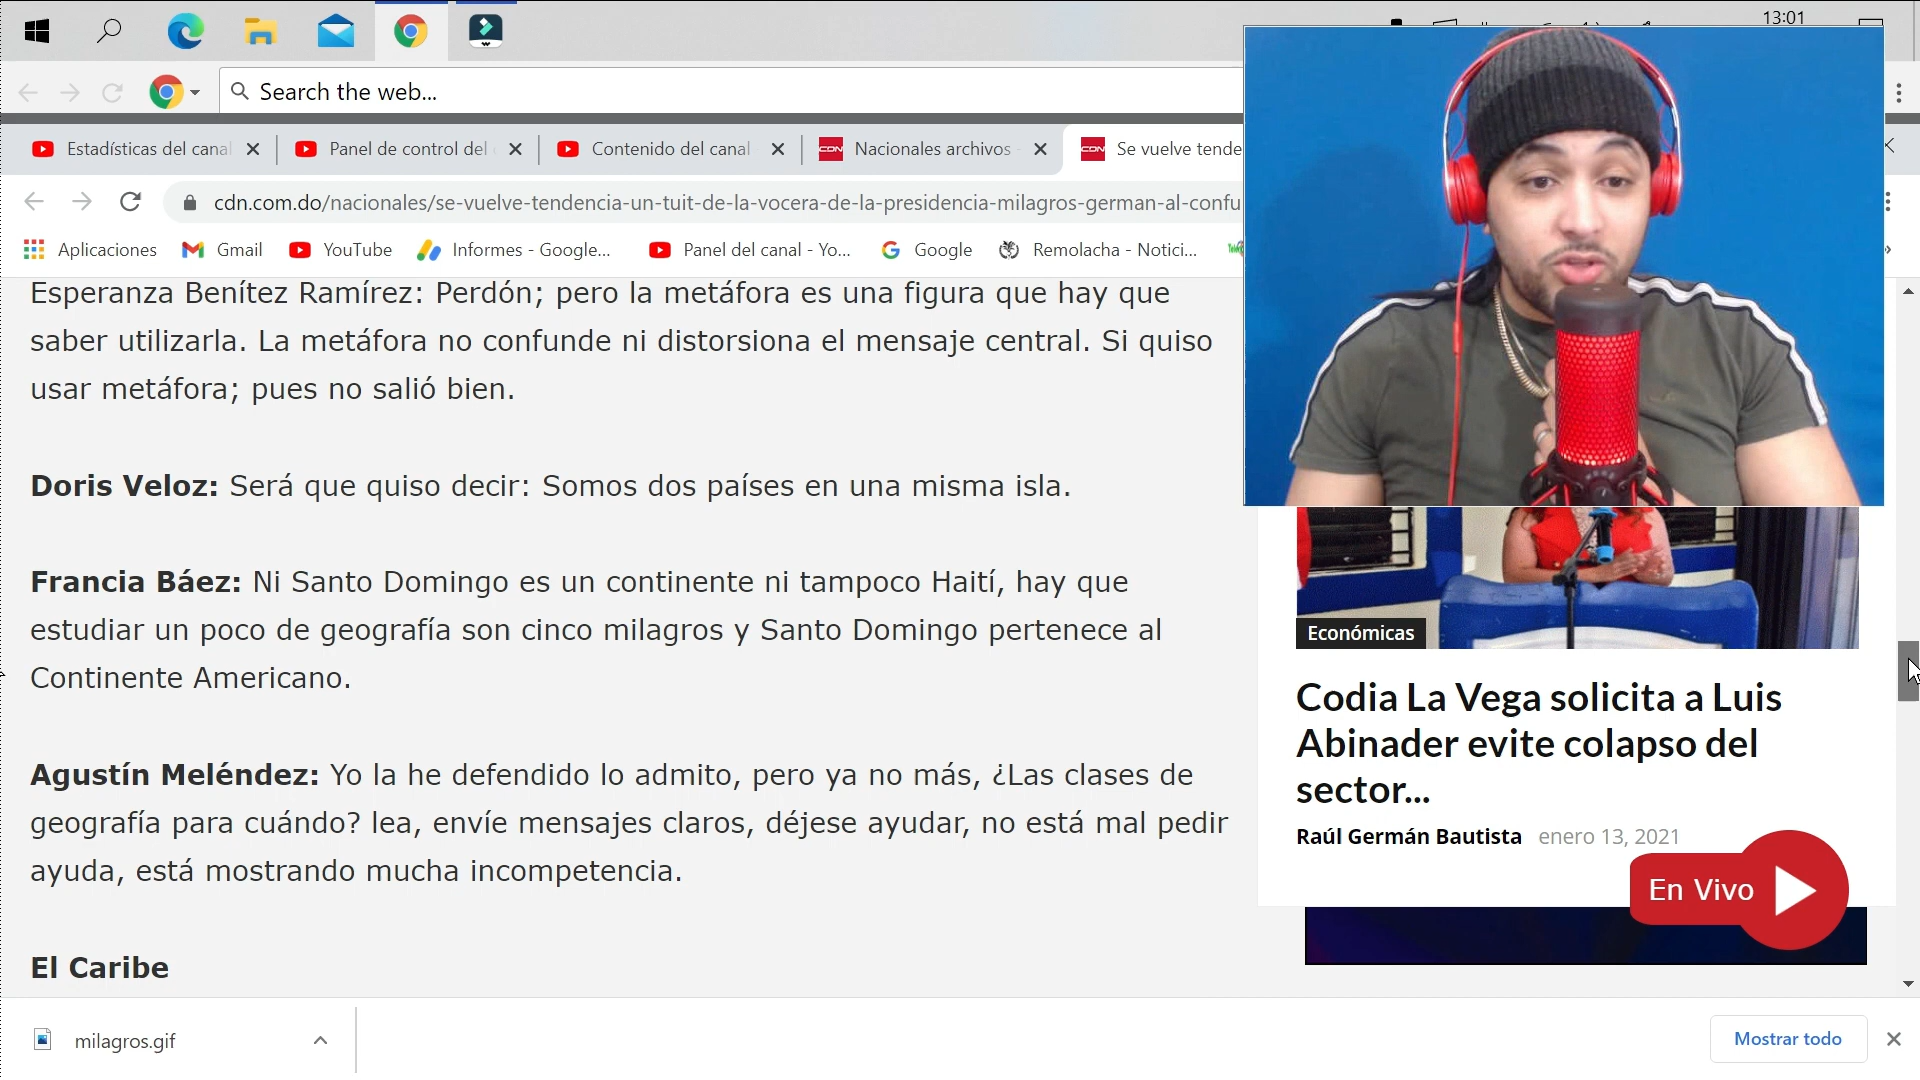 13:01
Search the web...
Estadísticas del canal
Panel de control del
Contenido del canal
CDN
Nacionales archivos
CDN
Se vuelve tende
cdn.com.do/nacionales/se-vuelve-tendencia-un-tuit-de-la-vocera-de-la-presidencia-milagros-german-al-confu
Aplicaciones
Gmail
YouTube
Informes - Google...
Panel del canal - Yo...
Google
Remolacha - Notici...
Esperanza Benítez Ramírez: Perdón; pero la metáfora es una figura que hay que
saber utilizarla. La metáfora no confunde ni distorsiona el mensaje central. Si quiso
usar metáfora; pues no salió bien.
Doris Veloz: Será que quiso decir: Somos dos países en una misma isla.
Francia Báez: Ni Santo Domingo es un continente ni tampoco Haití, hay que
estudiar un poco de geografía son cinco milagros y Santo Domingo pertenece al
Continente Americano.
Agustín Meléndez: Yo la he defendido lo admito, pero ya no más, ¿Las clases de
geografía para cuándo? lea, envíe mensajes claros, déjese ayudar, no está mal pedir
ayuda, está mostrando mucha incompetencia.
El Caribe
Económicas
Codia La Vega solicita a Luis
Abinader evite colapso del
sector...
Raúl Germán Bautista enero 13, 2021
En Vivo
milagros.gif
Mostrar todo